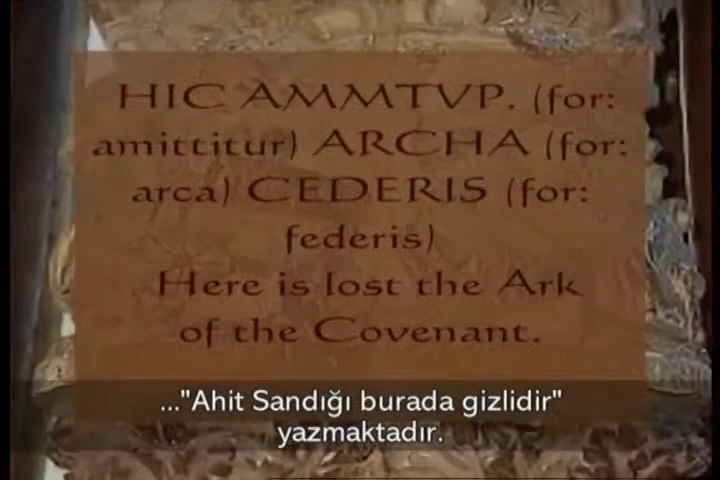 HIC AMMTVP. (for:
amittitur) ARCHA (for:
arca) CEDERIS (for:
federis)
Here is lost the Ark
of the Covenant.
..."Ahit Sandığı burada gizlidir"
yazmaktadır.